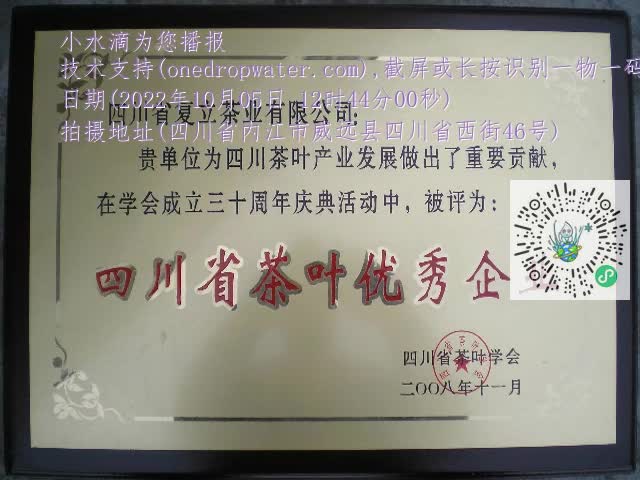 小水滴为您播报
技术支持(onedropwater.com),截屏或长按识别一物一码
日期(2022年10月05日 12时44分00秒)
四川省夏立茶业有限公司:
拍摄地址(四川省内江市威远县四川省西街46号)
贵单位为四川茶叶产业发展做出了重要贡献,
在学会成立三十周年庆典活动中,被评为:
四川省茶叶优秀企业
四川省茶叶学会
二〇〇八年十一月